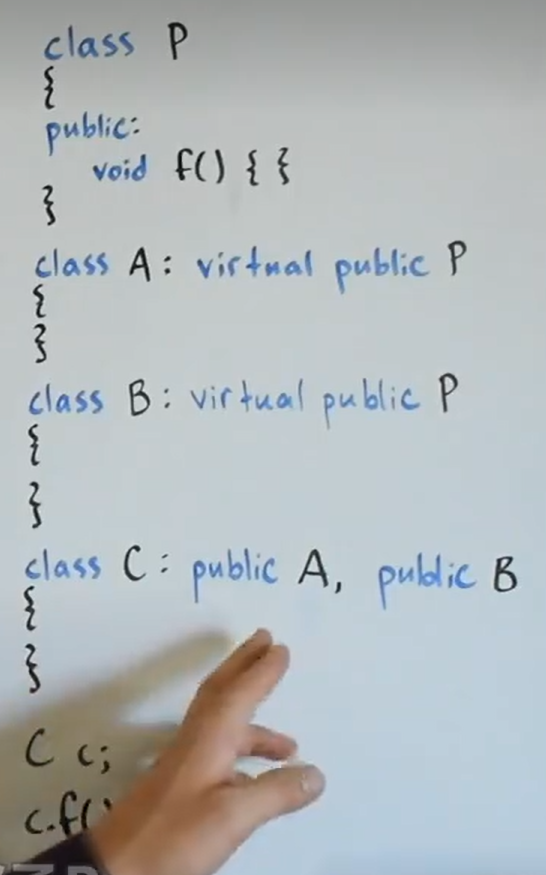 class P
{
public:
void f() { }
}
class A: virtual public P
{
}
class B: virtual public P
{
}
class C: public A, public B
{
}
C c;
c.f()